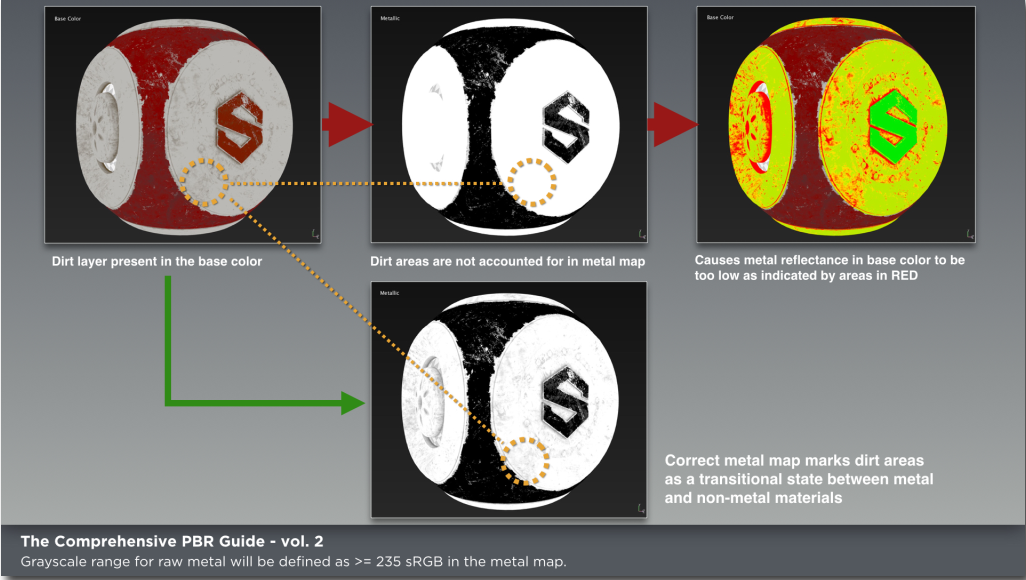 Base Color
Metallic
Base Color
Dirt layer present in the base color
Dirt areas are not accounted for in metal map
Causes metal reflectance in base color to be
too low as indicated by areas in RED
Metallic
Correct metal map marks dirt areas
as a transitional state between metal
and non-metal materials
The Comprehensive PBR Guide - vol. 2
Grayscale range for raw metal will be defined as >= 235 sRGB in the metal map.